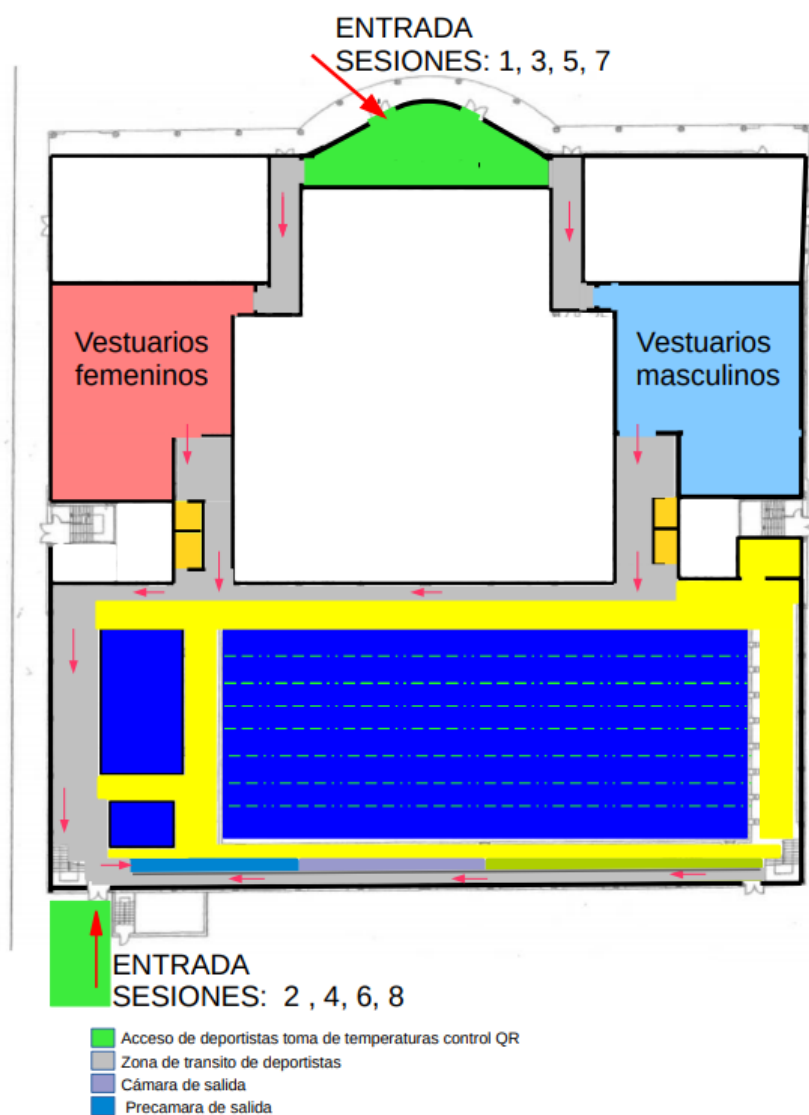 ENTRADA
SESIONES: 1, 3, 5, 7
Vestuarios
femeninos
Vestuarios
masculinos
ENTRADA
SESIONES: 2 , 4, 6, 8
Acceso de deportistas toma de temperaturas control QR
Zona de transito de deportistas
Cámara de salida
Precamara de salida